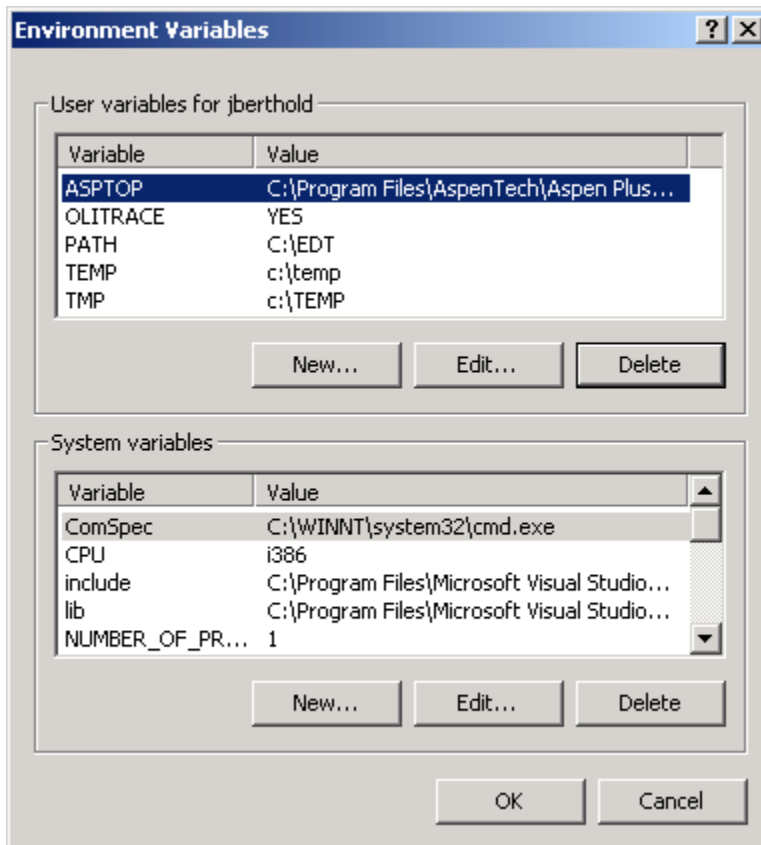 Environment Variables
User variables for jberthold
Variable Value
ASPTOP C:\Program Files\AspenTech\Aspen Plus...
OLITRACE YES
PATH C:\EDT
TEMP c:\temp
TMP c:\TEMP
New... Edit... Delete
System variables
Variable Value
ComSpec C:\WINNT\system32\cmd.exe
CPU i386
include C:\Program Files\Microsoft Visual Studio...
lib C:\Program Files\Microsoft Visual Studio...
NUMBER_OF_PR... 1
New... Edit... Delete
OK Cancel